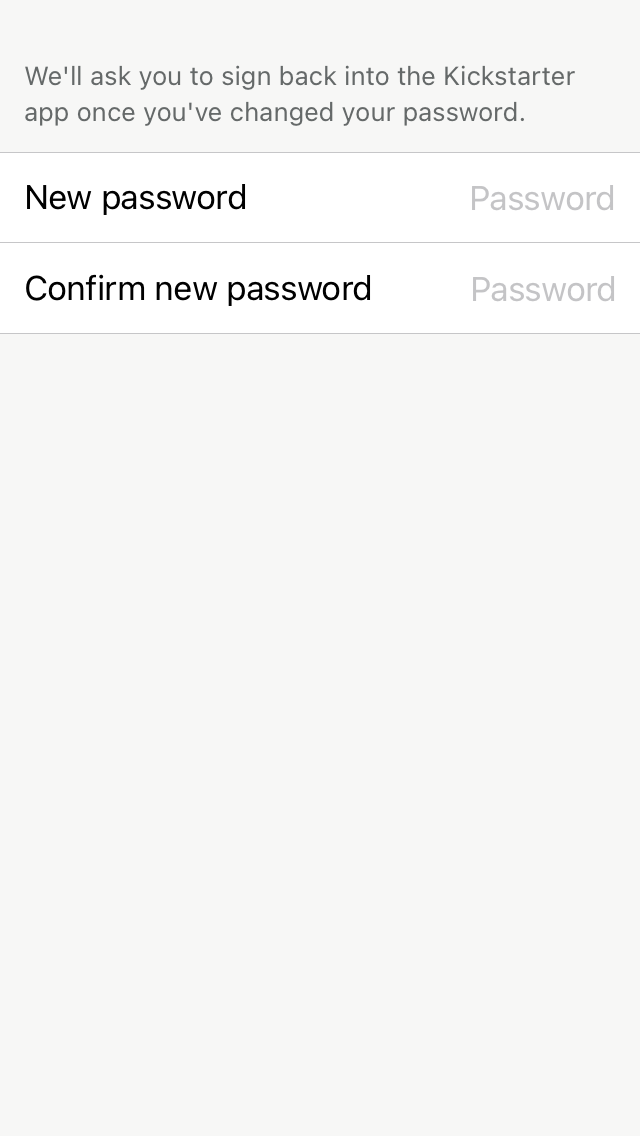 We'll ask you to sign back into the Kickstarter
app once you've changed your password.
New password Password
Confirm new password Password